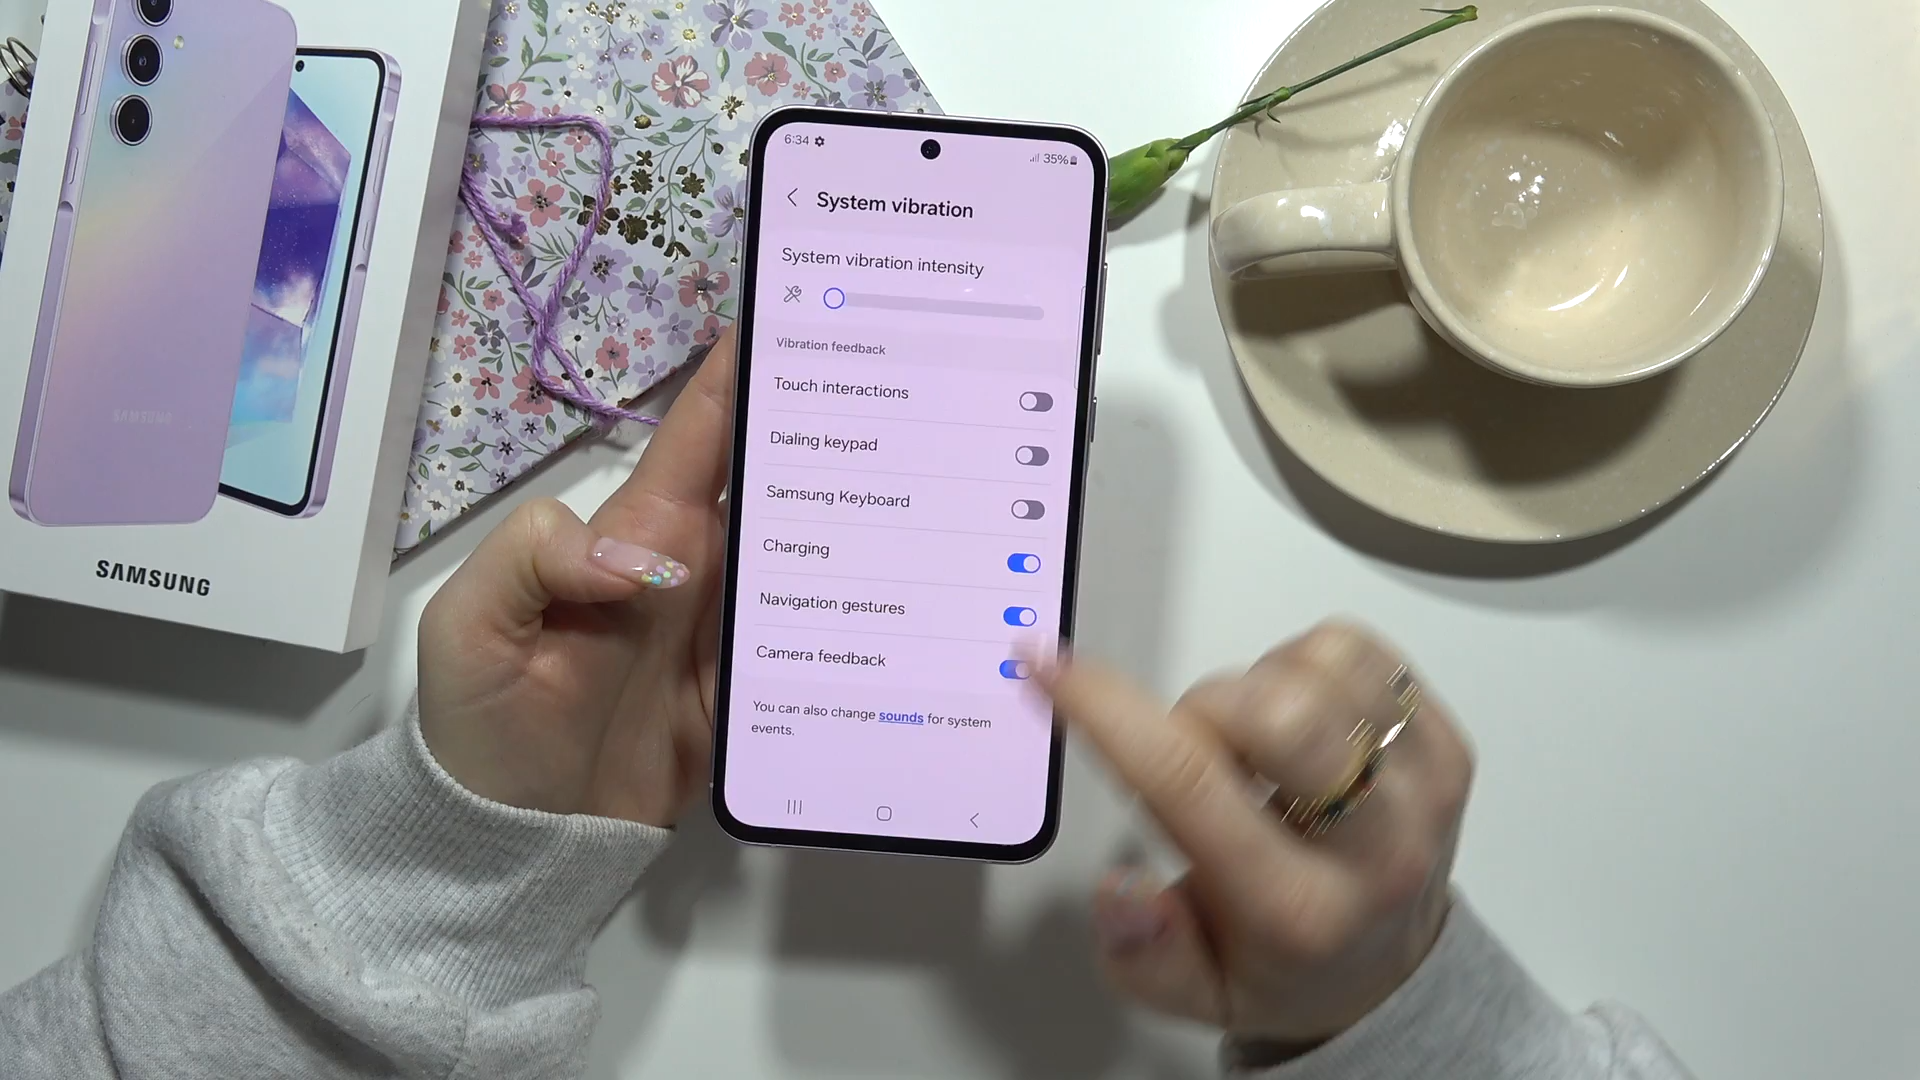 SAMSUNG
SAMSUNG
6:34
35%
System vibration
System vibration intensity
Vibration feedback
Touch interactions
Dialing keypad
Samsung Keyboard
Charging
Navigation gestures
Camera feedback
You can also change sounds for system
events.